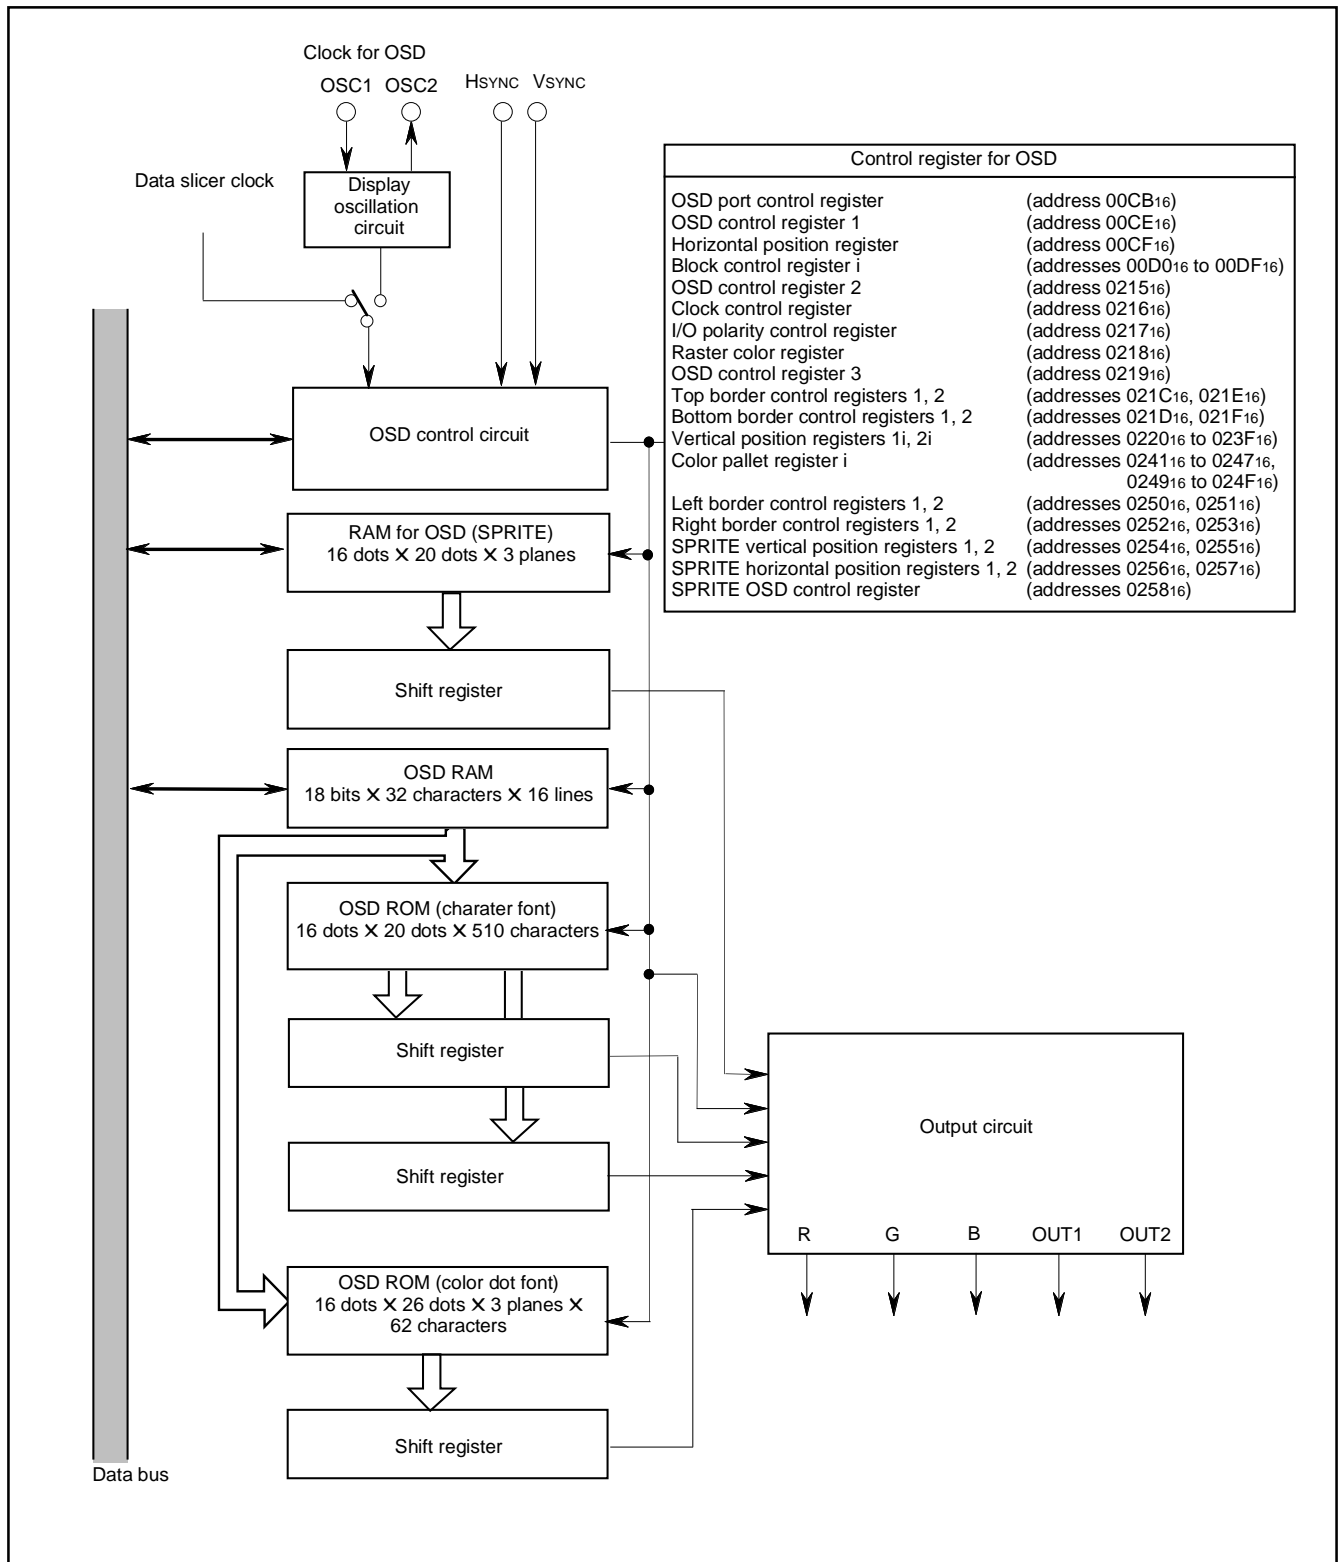 Clock for OSD
OSC1 OSC2 HSYNC VSYNC
Data slicer clock
Display
oscillation
circuit
Control register for OSD
OSD port control register (address 00CB16)
OSD control register 1 (address 00CE16)
Horizontal position register (address 00CF16)
Block control register i (addresses 00D016 to 00DF16)
OSD control register 2 (address 021516)
Clock control register (address 021616)
I/O polarity control register (address 021716)
Raster color register (address 021816)
OSD control register 3 (address 021916)
Top border control registers 1, 2 (addresses 021C16, 021E16)
Bottom border control registers 1, 2 (addresses 021D16, 021F16)
Vertical position registers 1i, 2i (addresses 022016 to 023F16)
Color pallet register i (addresses 024116 to 024716,
024916 to 024F16)
Left border control registers 1, 2 (addresses 025016, 025116)
Right border control registers 1, 2 (addresses 025216, 025316)
SPRITE vertical position registers 1, 2 (addresses 025416, 025516)
SPRITE horizontal position registers 1, 2 (addresses 025616, 025716)
SPRITE OSD control register (addresses 025816)
OSD control circuit
RAM for OSD (SPRITE)
16 dots X 20 dots X 3 planes
Shift register
OSD RAM
18 bits X 32 characters X 16 lines
OSD ROM (charater font)
16 dots X 20 dots X 510 characters
Shift register
Shift register
Output circuit
R G B OUT1 OUT2
OSD ROM (color dot font)
16 dots X 26 dots X 3 planes X
62 characters
Shift register
Data bus